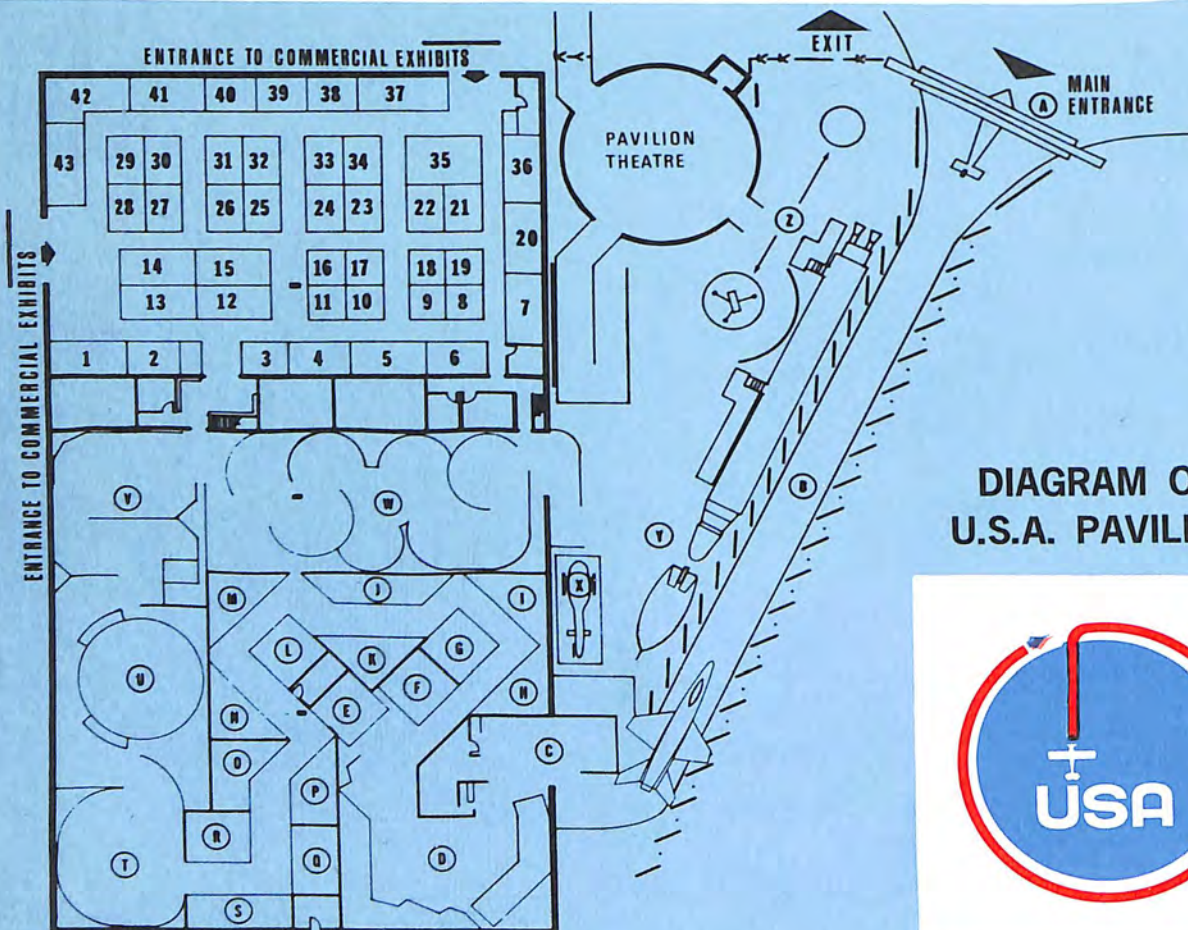 ENTRANCE TO COMMERCIAL EXHIBITS
EXIT
A MAIN
ENTRANCE
42 41 40 39 38 37
PAVILION
THEATRE
43 29 30 31 32 33 34 35 36
28 27 26 25 24 23 22 21
Z
20
ENTRANCE TO COMMERCIAL EXHIBITS
14 15 16 17 18 19
13 12 11 10 9 8 7
1 2 3 4 5 6
DIAGRAM O
U.S.A. PAVIL
V W B
Y
M J I X
L K G
U F
E H
N
O C
P
R
T Q D
S
USA